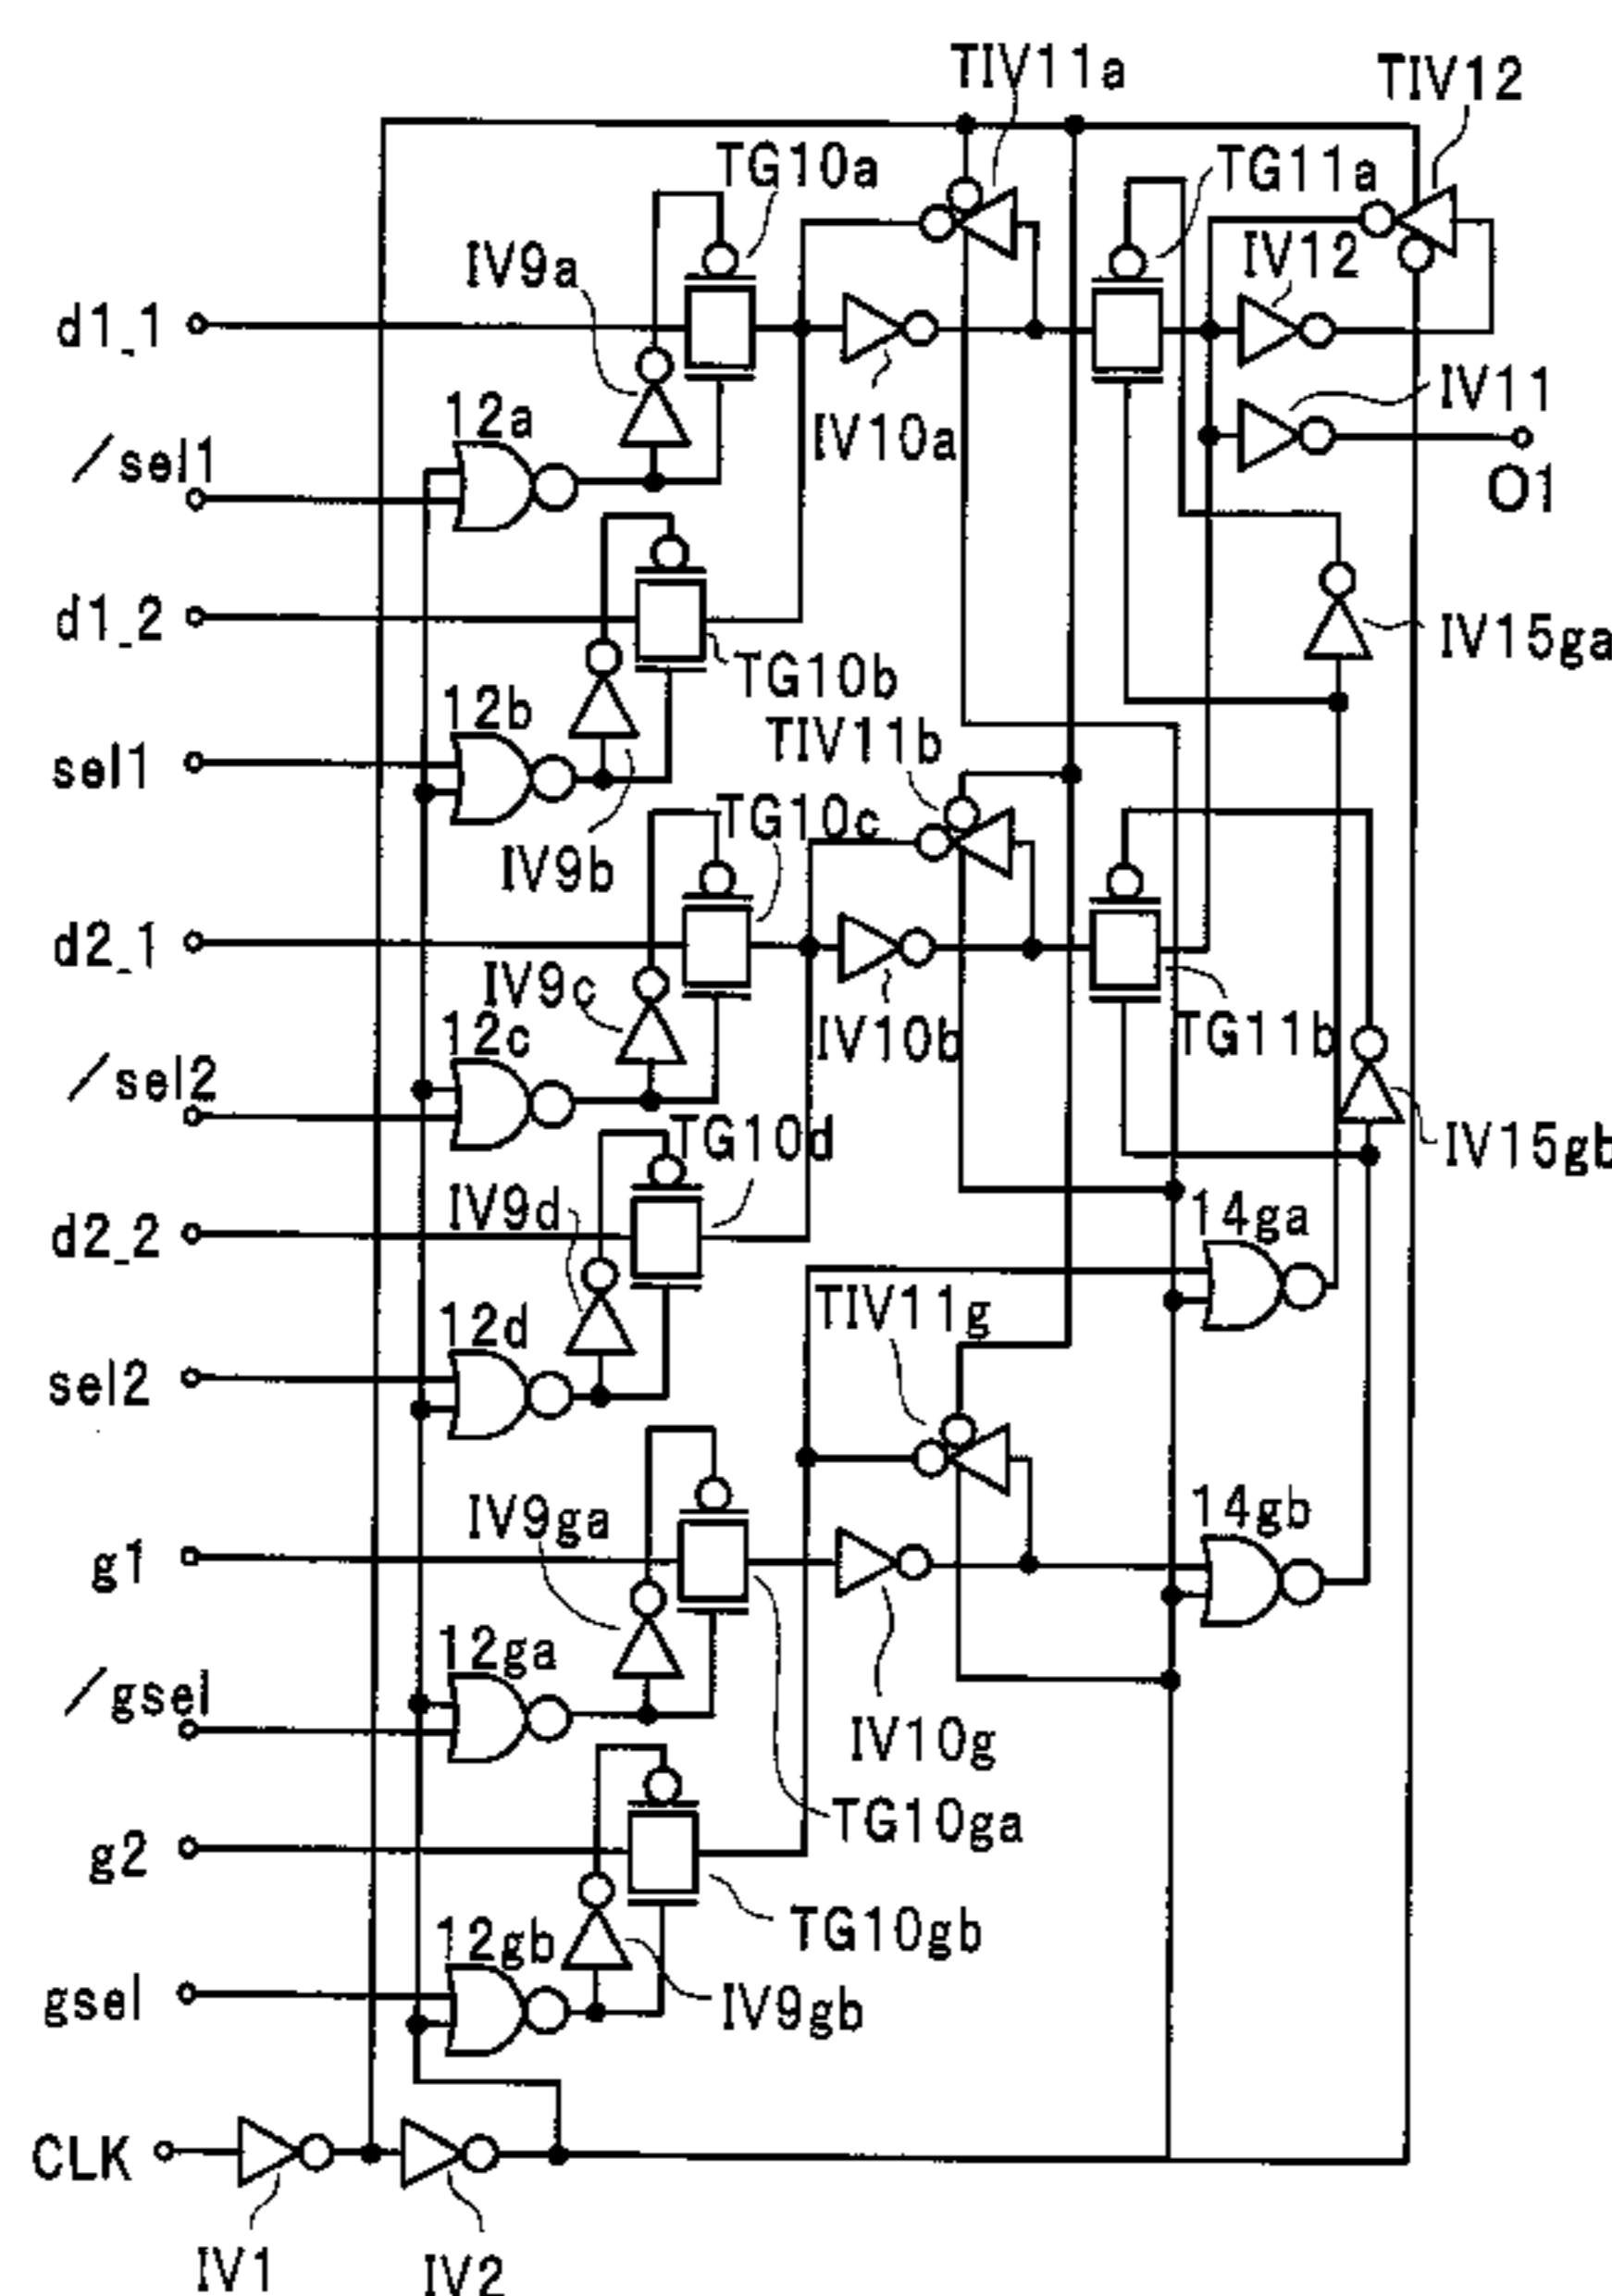 TIV11a
TIV12
TG10a
TG11a
IV9a
IV12
d1_1
12a
IV10a
IV11
/sel1
O1
d1_2
IV15ga
TG10b
12b
TIV11b
sel1
TG10c
IV9b
d2_1
IV9c
12c
IV10b
TG11b
/sel2
TG10d
IV15gb
IV9d
14ga
d2_2
TIV11g
12d
sel2
14gb
IV9ga
g1
12ga
/gsel
IV10g
TG10ga
g2
TG10gb
12gb
gsel
IV9gb
CLK
IV1
IV2